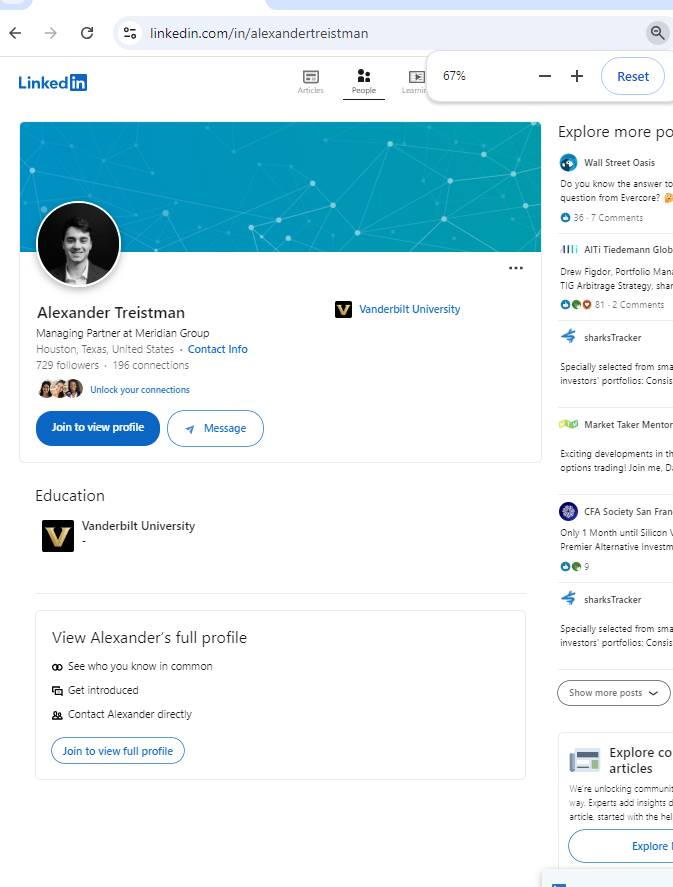 linkedin.com/in/alexandertreistman
67%
Reset
Linked in
Articles
People
Learnin
Explore more po
Wall Street Oasis
Do you know the answer to
question from Evercore?
36 · 7 Comments
AlTi Tiedemann Glob
Drew Figdor, Portfolio Mana
TIG Arbitrage Strategy, shar
81 · 2 Comments
sharksTracker
Specially selected from sma
investors' portfolios: Consis
Market Taker Mentor
Exciting developments in th
options trading! Join me, D
CFA Society San Fran
Only 1 Month until Silicon V
Premier Alternative Investm
9
sharksTracker
Specially selected from sma
investors' portfolios: Consis
Show more posts
Explore co
articles
We're unlocking communit
way. Experts add insights d
article, started with the hel
Explore
Alexander Treistman
Managing Partner at Meridian Group
Houston, Texas, United States · Contact Info
729 followers · 196 connections
Unlock your connections
Join to view profile
Message
Vanderbilt University
Education
Vanderbilt University
-
View Alexander's full profile
See who you know in common
Get introduced
Contact Alexander directly
Join to view full profile